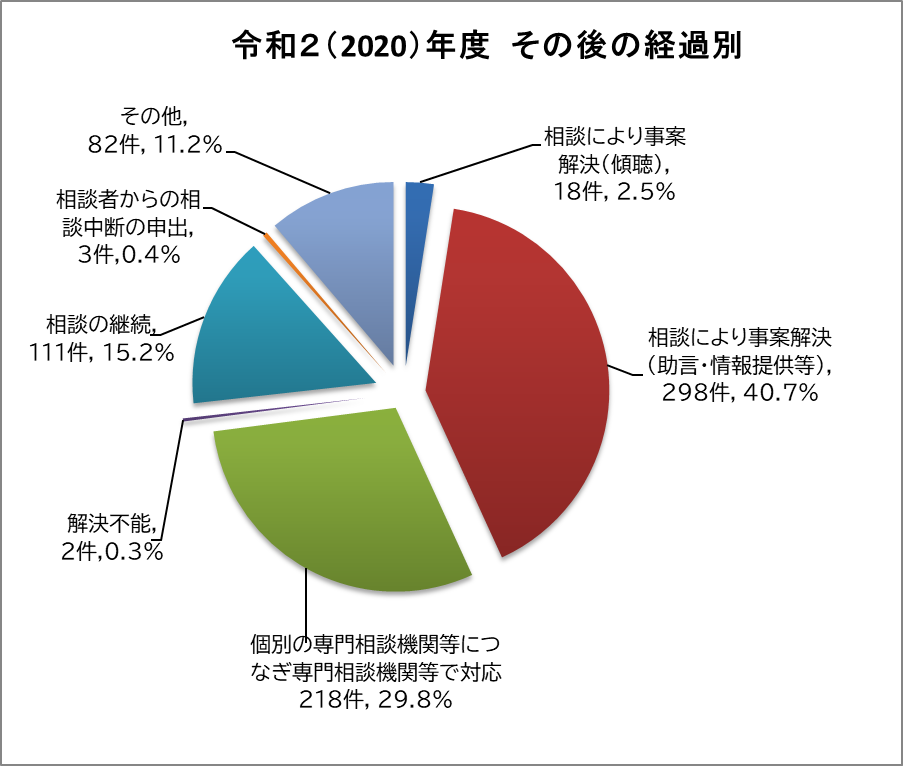 令和２（2020）年度　その後の経過別
その他,
82件, 11.2%
相談により事案
解決（傾聴）,
18件, 2.5%
相談者からの相
談中断の申出,
3件,0.4%
相談の継続,
111件, 15.2%
相談により事案解決
（助言・情報提供等）,
298件, 40.7%
解決不能,
2件,0.3%
個別の専門相談機関等につ
なぎ専門相談機関等で対応
218件, 29.8%